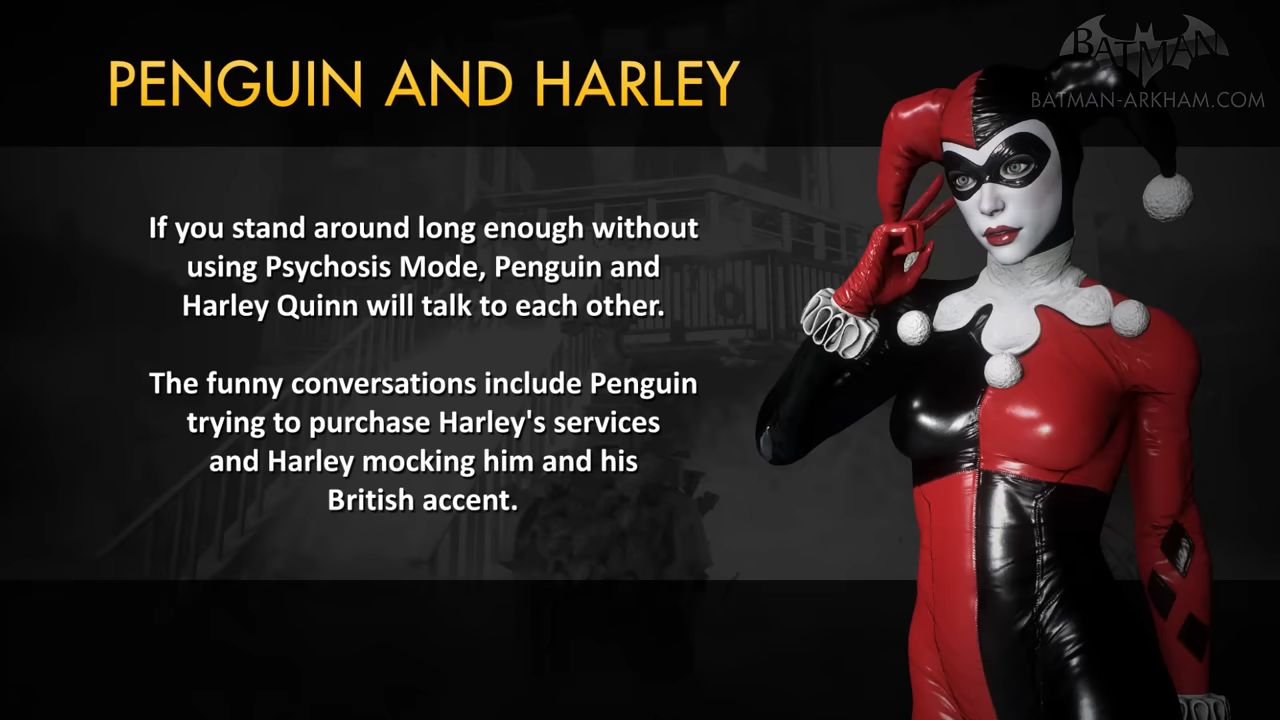 PENGUIN AND HARLEY
BATMAN
BATMAN-ARKHAM.COM
If you stand around long enough without
using Psychosis Mode, Penguin and
Harley Quinn will talk to each other.
The funny conversations include Penguin
trying to purchase Harley's services
and Harley mocking him and his
British accent.